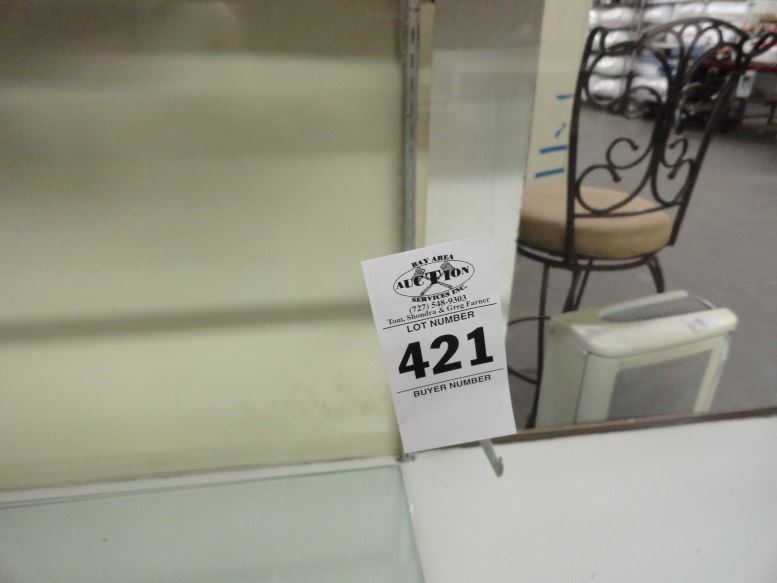 BAY AREA
AUCTION
SERVICES INC.
(727) 548-9303
Tom, Shondra & Greg Farner
LOT NUMBER
421
BUYER NUMBER